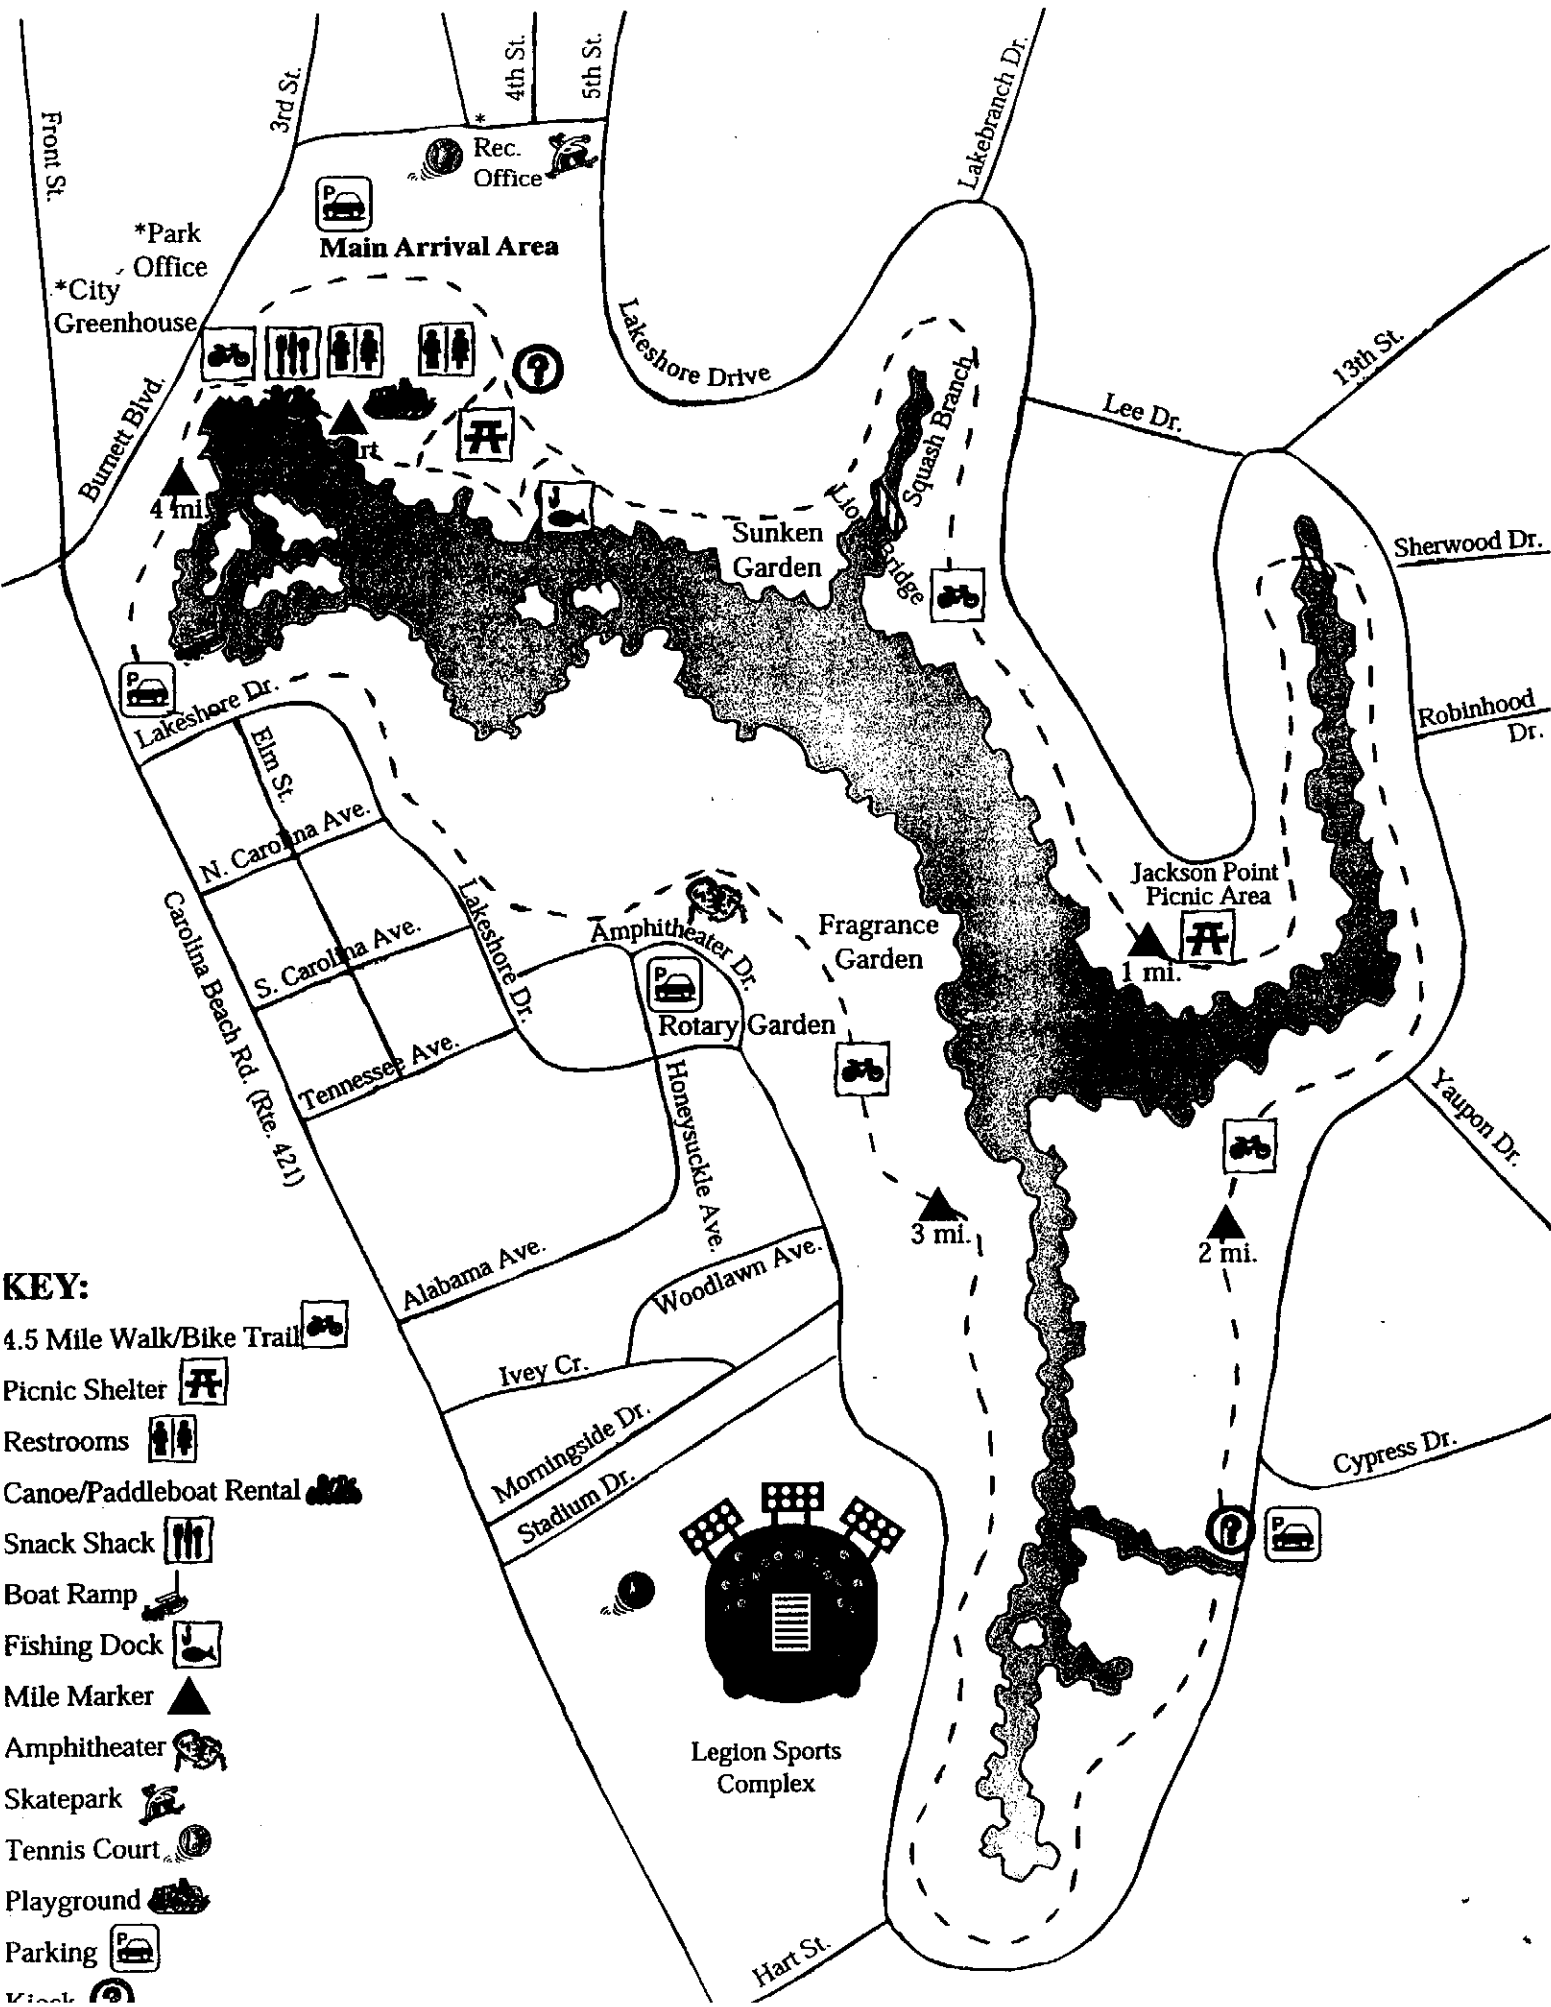 Front St.
3rd St.
4th St.
5th St.
*
Rec.
Office
P
Main Arrival Area
*Park
Office
*City
Greenhouse
Burnett Blvd.
?
4 mi.
Lakeshore Drive
Lakebranch Dr.
Squash Branch
Bridge
Sunken
Garden
Lee Dr.
13th St.
Sherwood Dr.
Robinhood
Dr.
P
Lakeshore Dr.
Elm St.
N. Carolina Ave.
S. Carolina Ave.
Tennessee Ave.
Carolina Beach Rd. (Rte. 421)
Lakeshore Dr.
Amphitheater Dr.
P
Rotary Garden
Fragrance
Garden
Jackson Point
Picnic Area
1 mi.
Honeysuckle Ave.
Yaupon Dr.
3 mi.
2 mi.
Alabama Ave.
Woodlawn Ave.
Ivey Cr.
Morningside Dr.
Stadium Dr.
Cypress Dr.
?
P
Legion Sports
Complex
Hart St.
KEY:
4.5 Mile Walk/Bike Trail
Picnic Shelter
Restrooms
Canoe/Paddleboat Rental
Snack Shack
Boat Ramp
Fishing Dock
Mile Marker
Amphitheater
Skatepark
Tennis Court
Playground
Parking P
Kiosk ?